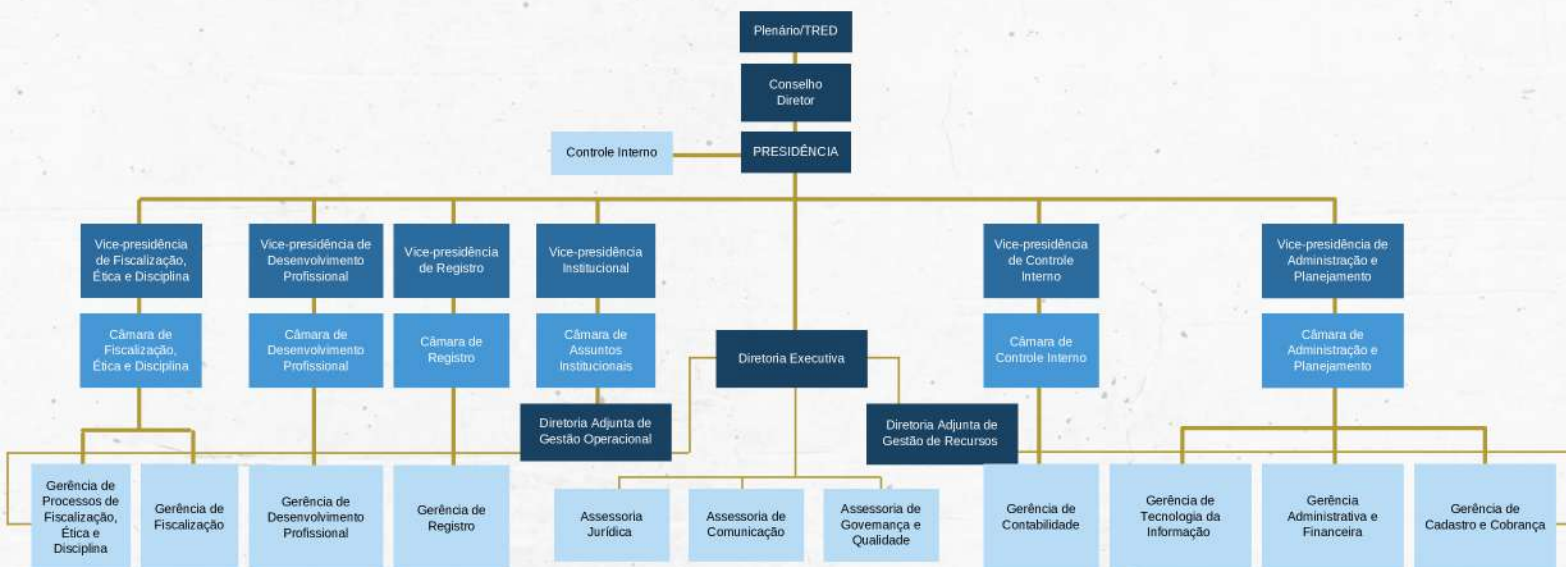 Plenário/TRED
Conselho
Diretor
Controle Interno
PRESIDÊNCIA
Vice-presidência
de Fiscalização,
Ética e Disciplina
Vice-presidência de
Desenvolvimento
Profissional
Vice-presidência
de Registro
Vice-presidência
Institucional
Vice-presidência
de Controle
Interno
Vice-presidência de
Administração e
Planejamento
Câmara de
Fiscalização,
Ética e Disciplina
Câmara de
Desenvolvimento
Profissional
Câmara de
Registro
Câmara de
Assuntos
Institucionais
Diretoria Executiva
Câmara de
Controle Interno
Câmara de
Administração e
Planejamento
Diretoria Adjunta de
Gestão Operacional
Diretoria Adjunta de
Gestão de Recursos
Gerência de
Processos de
Fiscalização,
Ética e
Disciplina
Gerência de
Fiscalização
Gerência de
Desenvolvimento
Profissional
Gerência de
Registro
Assessoria
Jurídica
Assessoria de
Comunicação
Assessoria de
Governança e
Qualidade
Gerência de
Contabilidade
Gerência de
Tecnologia da
Informação
Gerência
Administrativa e
Financeira
Gerência de
Cadastro e Cobrança